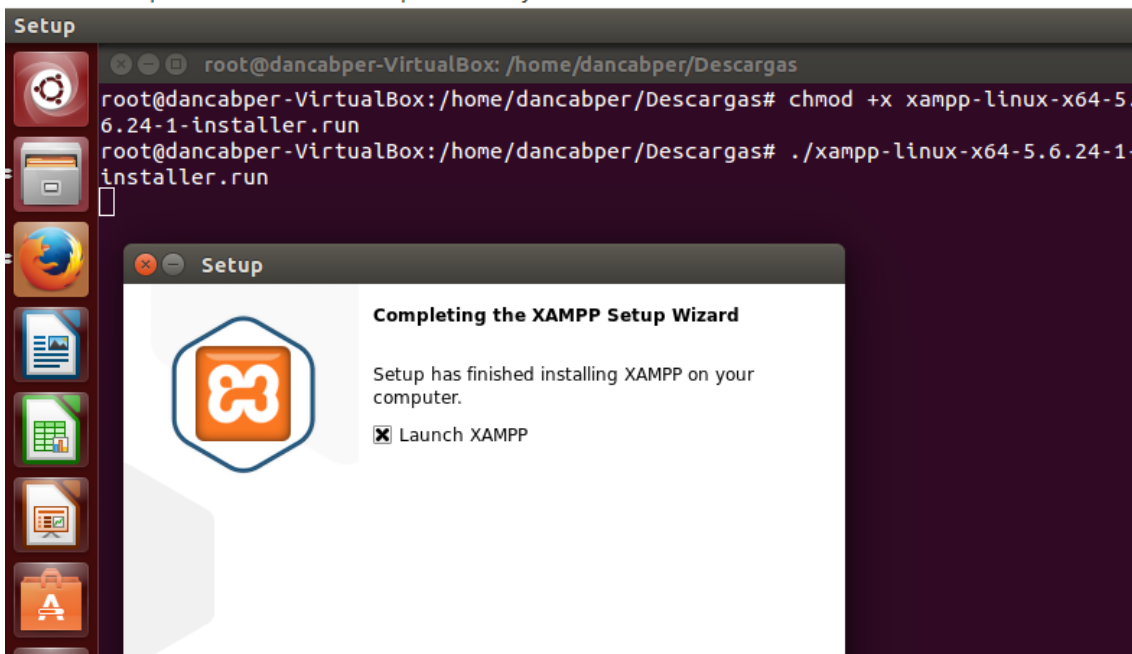 Setup
root@dancabper-VirtualBox: /home/dancabper/Descargas
root@dancabper-VirtualBox:/home/dancabper/Descargas# chmod +x xampp-linux-x64-5.
6.24-1-installer.run
root@dancabper-VirtualBox:/home/dancabper/Descargas# ./xampp-linux-x64-5.6.24-1-
installer.run
Setup
Completing the XAMPP Setup Wizard
Setup has finished installing XAMPP on your
computer.
Launch XAMPP